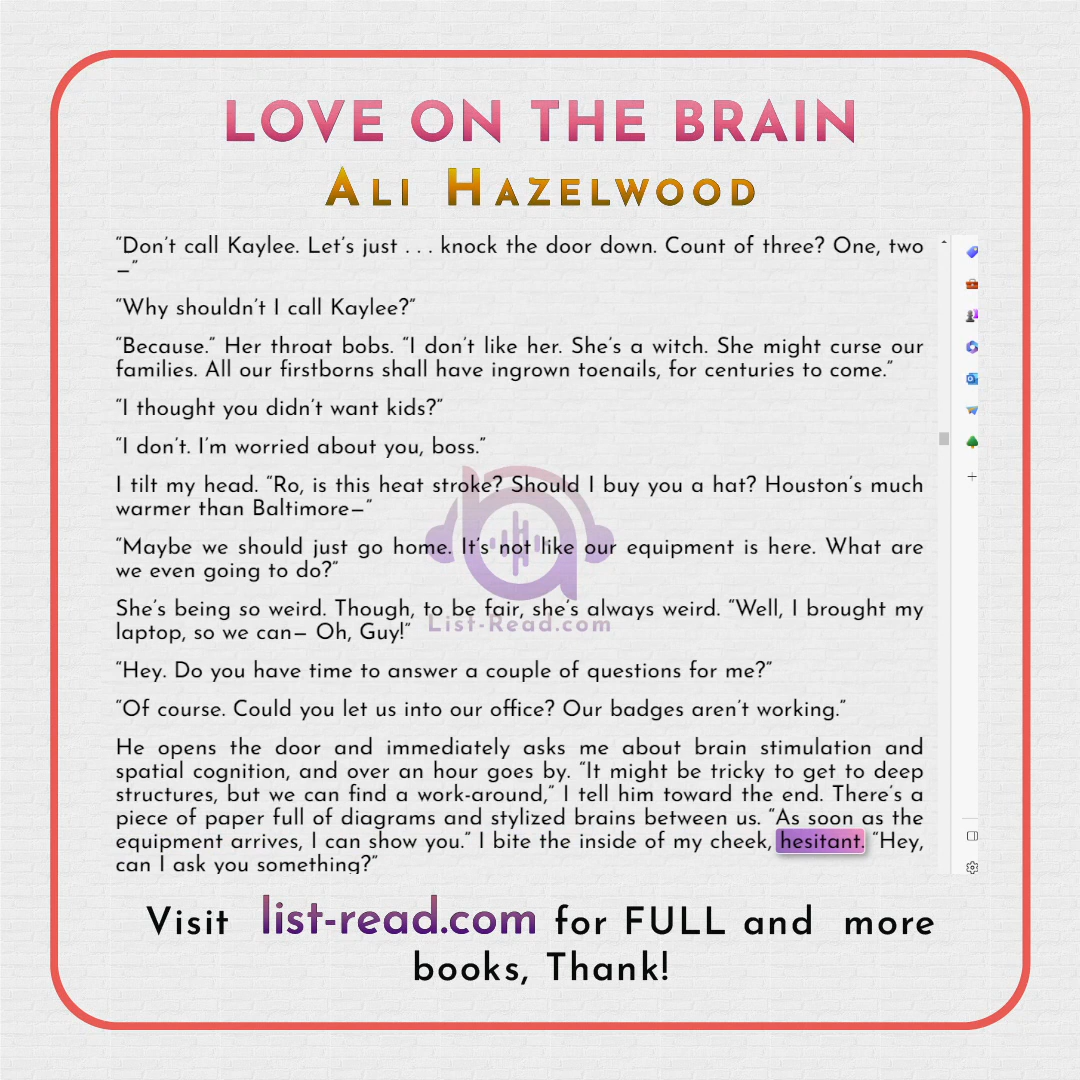 LOVE ON THE BRAIN
ALI HAZELWOOD
“Don’t call Kaylee. Let’s just . . . knock the door down. Count of three? One, two
—”
“Why shouldn’t I call Kaylee?”
“Because.” Her throat bobs. “I don’t like her. She’s a witch. She might curse our
families. All our firstborns shall have ingrown toenails, for centuries to come.”
“I thought you didn’t want kids?”
“I don’t. I’m worried about you, boss.”
I tilt my head. “Ro, is this heat stroke? Should I buy you a hat? Houston’s much
warmer than Baltimore—”
“Maybe we should just go home. It’s not like our equipment is here. What are
we even going to do?”
She’s being so weird. Though, to be fair, she’s always weird. “Well, I brought my
laptop, so we can— Oh, Guy!”
List-Read.com
“Hey. Do you have time to answer a couple of questions for me?”
“Of course. Could you let us into our office? Our badges aren’t working.”
He opens the door and immediately asks me about brain stimulation and
spatial cognition, and over an hour goes by. “It might be tricky to get to deep
structures, but we can find a work-around,” I tell him toward the end. There’s a
piece of paper full of diagrams and stylized brains between us. “As soon as the
equipment arrives, I can show you.” I bite the inside of my cheek, hesitant. “Hey,
can I ask you something?”
Visit list-read.com for FULL and more
books, Thank!